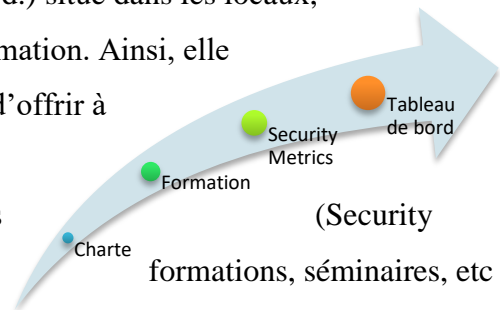 d.) situé dans les locaux,
mation. Ainsi, elle
d’offrir à
Tableau
de bord
Security
Metrics
Formation
s (Security
Charte
formations, séminaires, etc